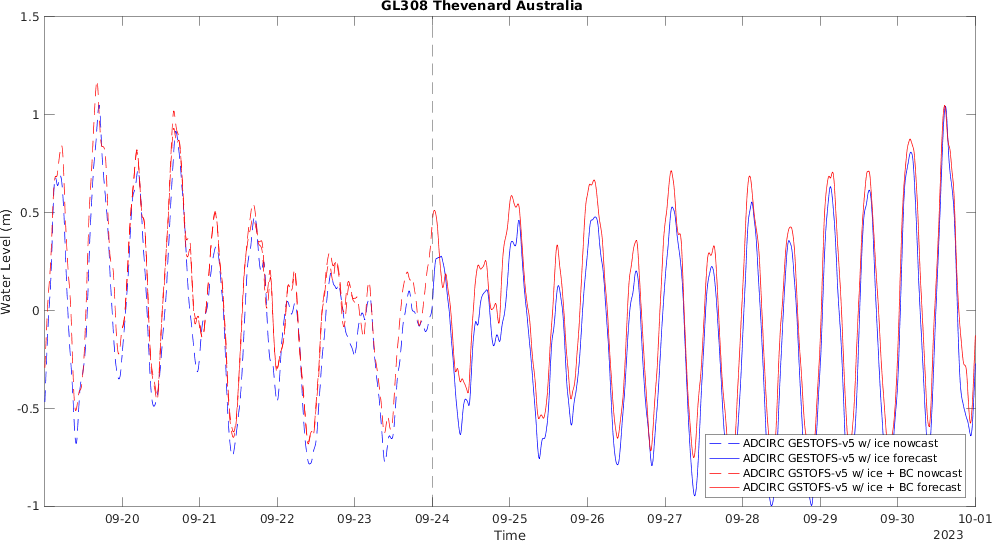 GL308 Thevenard Australia
Water Level (m)
1.5
1
0.5
0
-0.5
-1
ADCIRC GESTOFS-v5 w/ ice nowcast
ADCIRC GESTOFS-v5 w/ ice forecast
ADCIRC GSTOFS-v5 w/ ice + BC nowcast
ADCIRC GSTOFS-v5 w/ ice + BC forecast
09-20 09-21 09-22 09-23 09-24 09-25 09-26 09-27 09-28 09-29 09-30 10-01
Time
2023